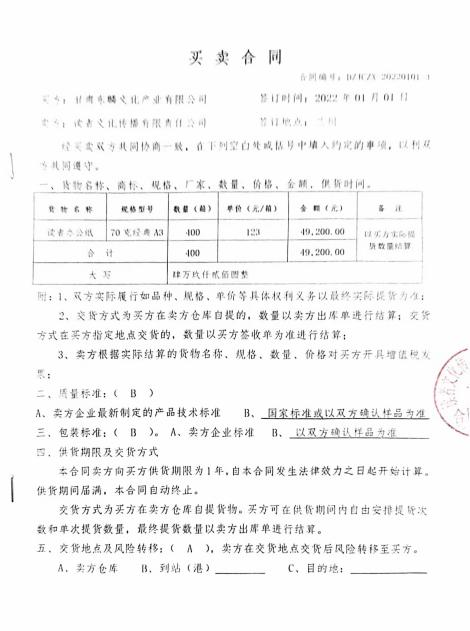 买 卖 合 同
合同编号：DZJCZX-20220101-1
买方：甘肃东麟文化产业有限公司 签订时间：2022 年 01 月 01 日
卖方：读者文化传播有限责任公司 签订地点：兰州
经买卖双方共同协商一致，在下列空白处或括号中填入约定的事项，以利双
方共同遵守。
一、货物名称、商标、规格、厂家、数量、价格、金额、供货时间。
货 物 名 称 规格型号 数量（箱） 单价（元/箱） 金 额（元） 备 注
读者办公纸 70 克经典 A3 400 123 49,200.00 以买方实际提
货数量结算
合 计 400 49,200.00
大 写 肆万玖仟贰佰圆整
附：1、双方实际履行如品种、规格、单价等具体权利义务以最终实际提货为准；
2、交货方式为买方在卖方仓库自提的，数量以卖方出库单进行结算；交货
方式在买方指定地点交货的，数量以买方签收单为准进行结算；
3、卖方根据实际结算的货物名称、规格、数量、价格对买方开具增值税发
票；
二、质量标准：（ B ）
A、卖方企业最新制定的产品技术标准 B、国家标准或以双方确认样品为准
三、包装标准：（ B ）。 A、卖方企业标准 B、以双方确认样品为准
四、供货期限及交货方式
本合同卖方向买方供货期限为 1 年，自本合同发生法律效力之日起开始计算。
供货期间届满，本合同自动终止。
交货方式为买方在卖方仓库自提货物。买方可在供货期间内自由安排提货次
数和单次提货数量，最终提货数量以卖方出库单进行结算。
五、交货地点及风险转移：（ A ），卖方在交货地点交货后风险转移至买方。
A、卖方仓库 B、到站（港） C、目的地：